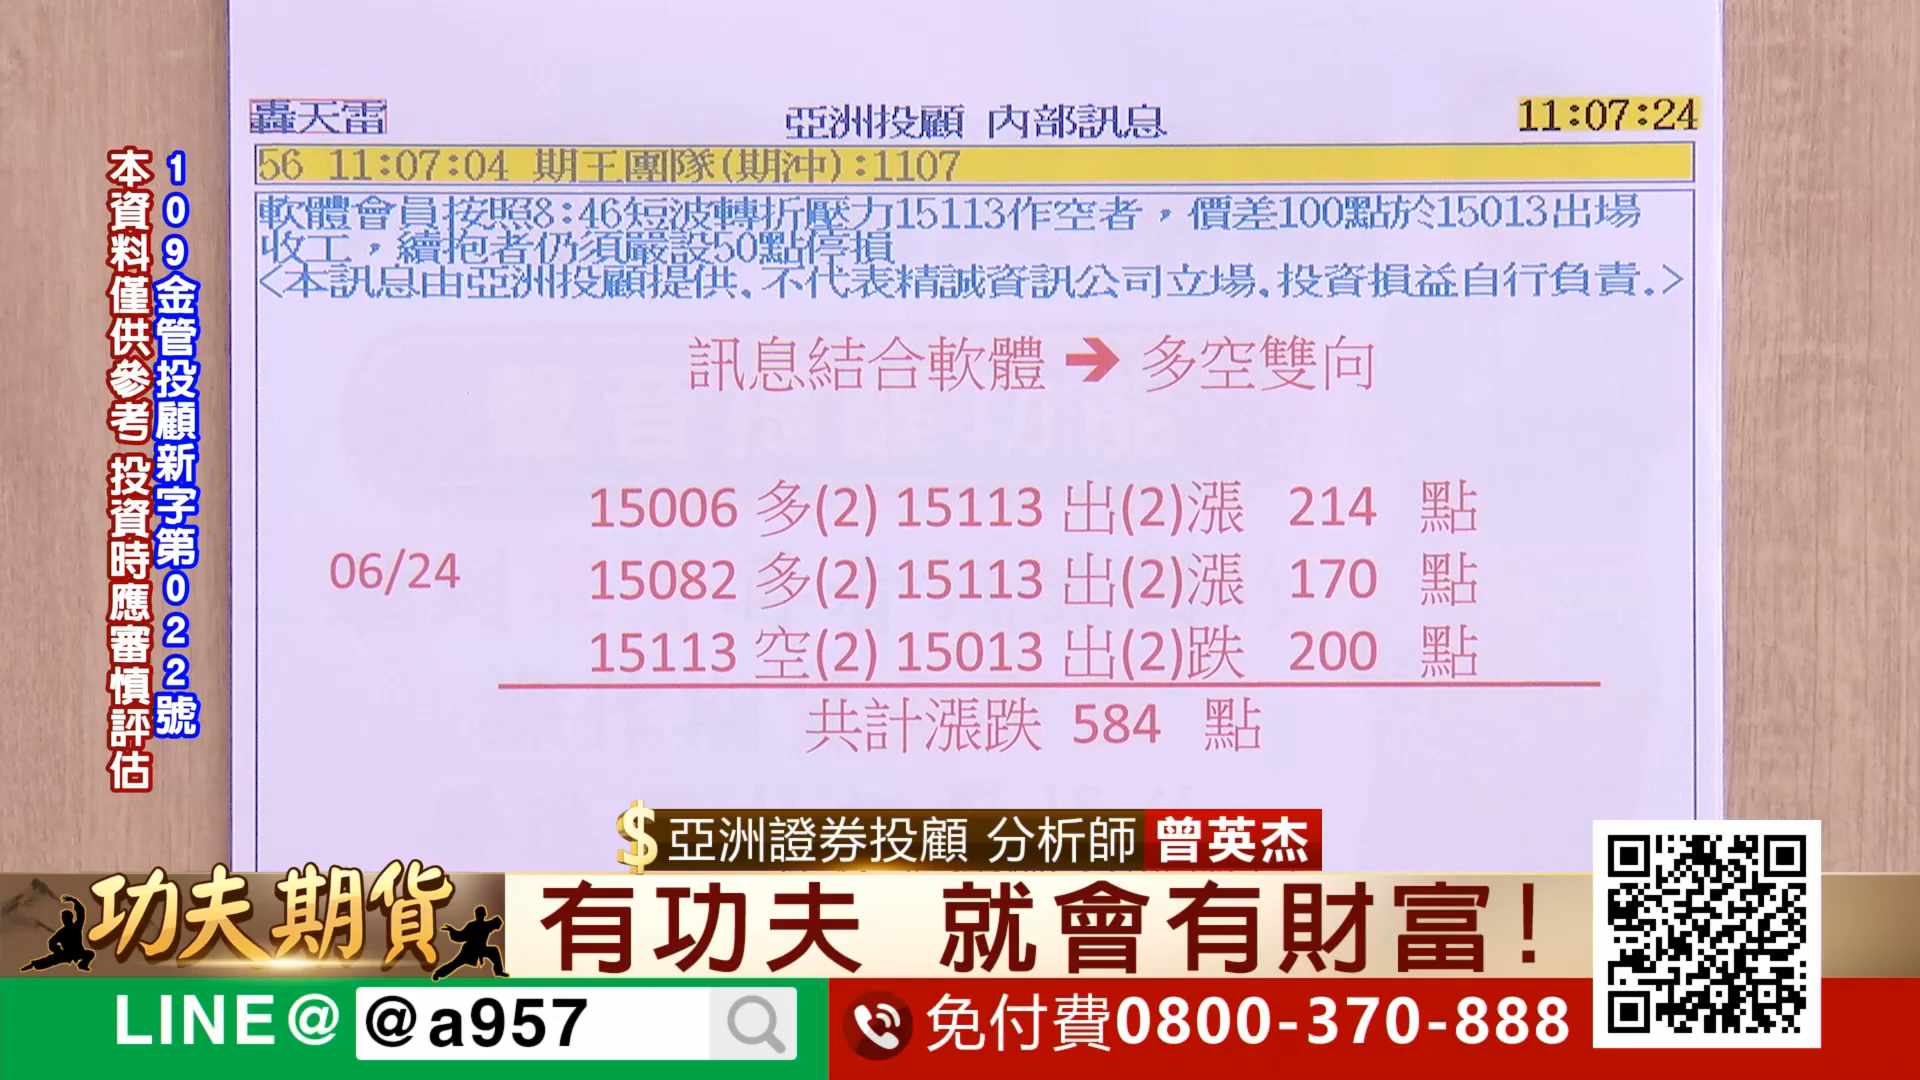 轟天雷
亞洲投顧 內部訊息
11:07:24
56 11:07:04 期王團隊(期沖):1107
軟體會員按照8:46短波轉折壓力15113作空者，價差100點於15013出場
收工，續抱者仍須嚴設50點停損
<本訊息由亞洲投顧提供.不代表精誠資訊公司立場.投資損益自行負責.>
訊息結合軟體 ➔ 多空雙向
06/24
15006 多(2) 15113 出(2)漲 214 點
15082 多(2) 15113 出(2)漲 170 點
15113 空(2) 15013 出(2)跌 200 點
共計漲跌 584 點
109金管投顧新字第022號
本資料僅供參考 投資時應審慎評估
亞洲證券投顧 分析師 曾英杰
功夫期貨
有功夫 就會有財富!
LINE@ @a957
免付費0800-370-888